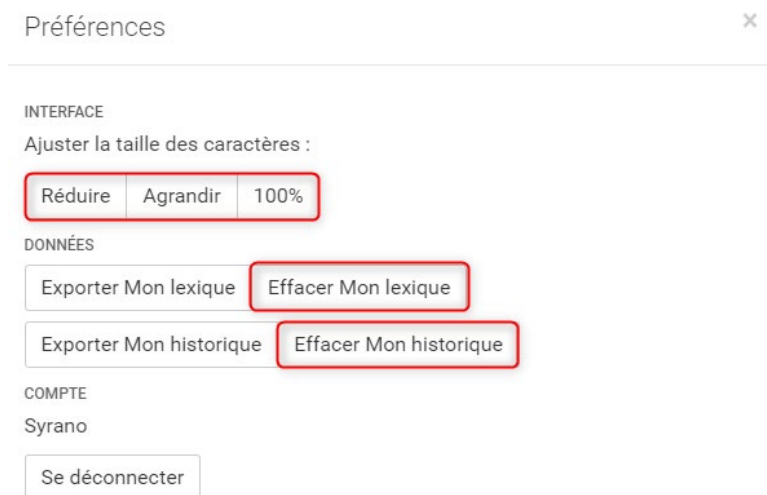 Préférences
×
INTERFACE
Ajuster la taille des caractères :
Réduire Agrandir 100%
DONNÉES
Exporter Mon lexique Effacer Mon lexique
Exporter Mon historique Effacer Mon historique
COMPTE
Syrano
Se déconnecter